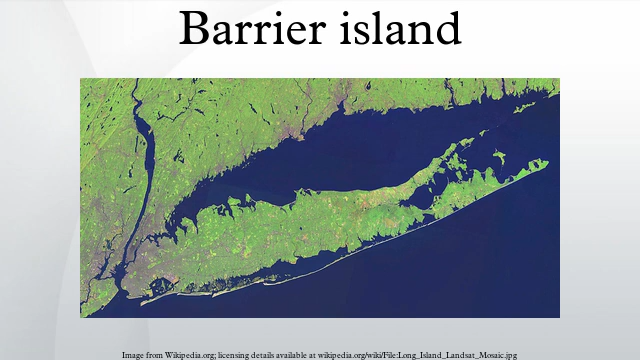 Barrier island
Image from Wikipedia.org; licensing details available at wikipedia.org/wiki/File:Long_Island_Landsat_Mosaic.jpg